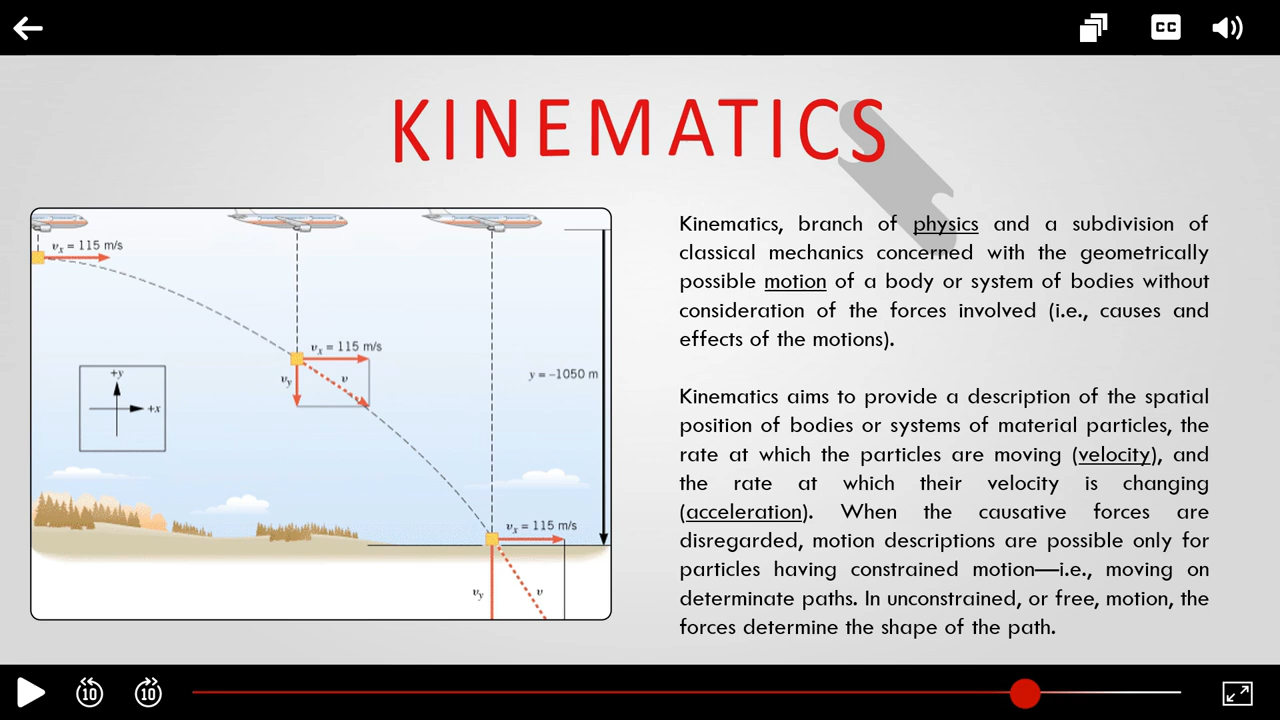 CC
KINEMATICS
vx = 115 m/s
vx = 115 m/s
vy
v
y = −1050 m
+y
+x
vx = 115 m/s
vy
v
Kinematics, branch of physics and a subdivision of
classical mechanics concerned with the geometrically
possible motion of a body or system of bodies without
consideration of the forces involved (i.e., causes and
effects of the motions).
Kinematics aims to provide a description of the spatial
position of bodies or systems of material particles, the
rate at which the particles are moving (velocity), and
the rate at which their velocity is changing
(acceleration). When the causative forces are
disregarded, motion descriptions are possible only for
particles having constrained motion—i.e., moving on
determinate paths. In unconstrained, or free, motion, the
forces determine the shape of the path.
10
10